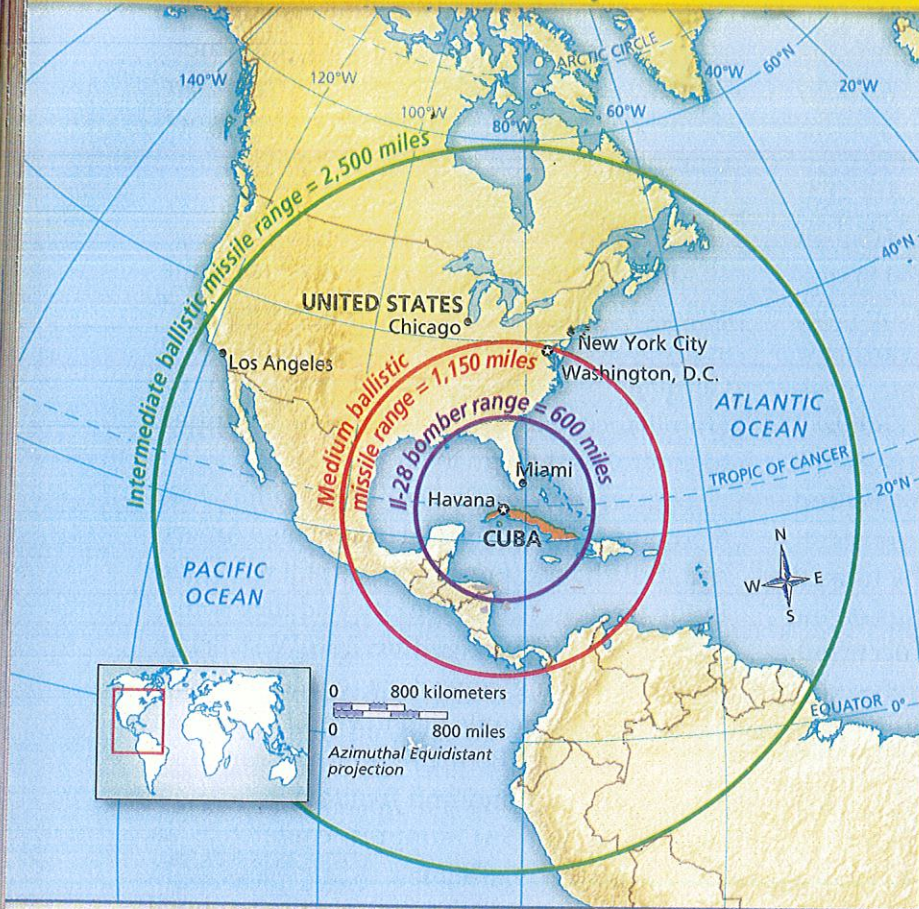 ARCTIC CIRCLE
60°N
140°W
120°W
40°W
20°W
100°W
60°W
80°W
Intermediate ballistic missile range = 2,500 miles
40°N
UNITED STATES
Chicago
New York City
Los Angeles
Washington, D.C.
Medium ballistic
missile range = 1,150 miles
Il-28 bomber range = 600 miles
ATLANTIC
OCEAN
TROPIC OF CANCER
20°N
Miami
Havana
CUBA
N
W E
S
PACIFIC
OCEAN
0 800 kilometers
0 800 miles
Azimuthal Equidistant
projection
EQUATOR 0°